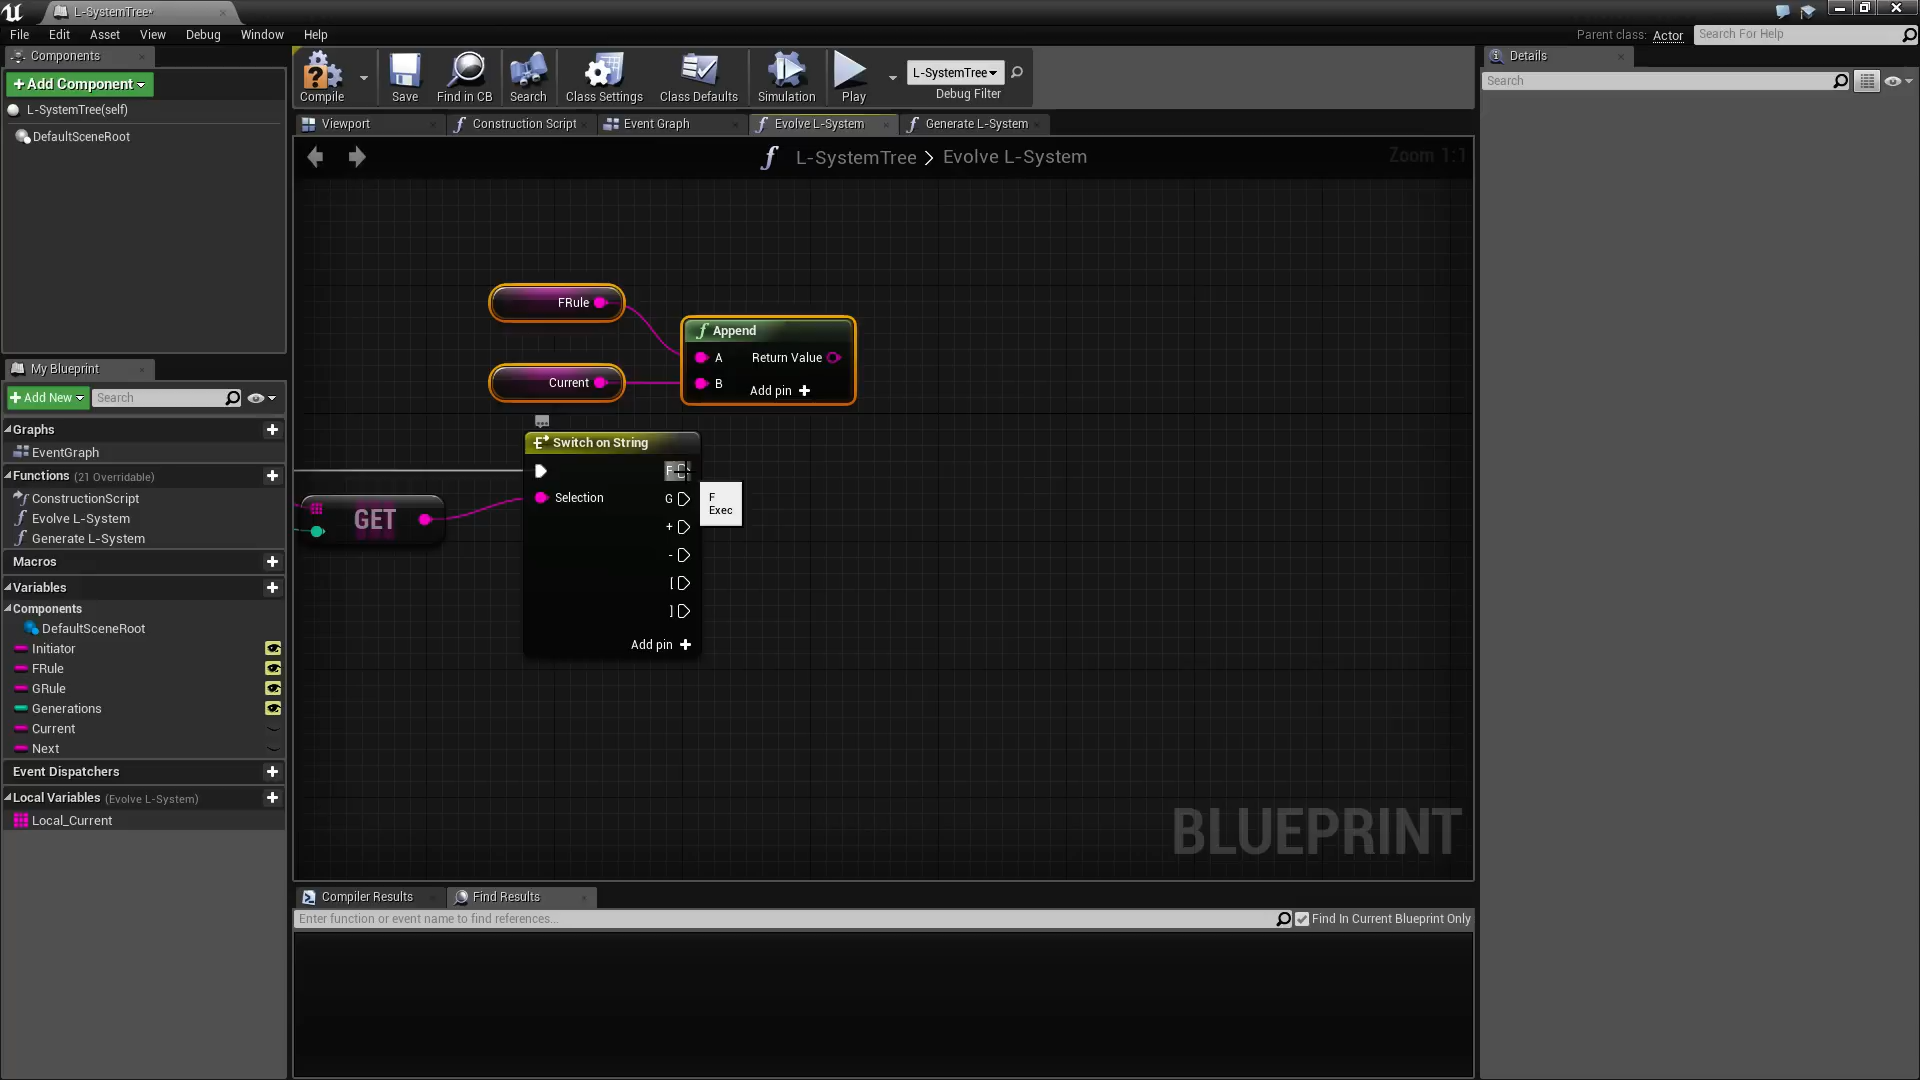 L-SystemTree*
File Edit Asset View Debug Window Help
Parent class: Actor
Search For Help
Components
+Add Component
L-SystemTree(self)
DefaultSceneRoot
Compile
Save
Find in CB
Search
Class Settings
Class Defaults
Simulation
Play
L-SystemTree
Debug Filter
Details
Search
Viewport
Construction Script
Event Graph
Evolve L-System
Generate L-System
L-SystemTree > Evolve L-System
Zoom 1:1
FRule
Current
Append
A
Return Value
B
Add pin +
Switch on String
F
Selection
G
+
-
[
]
Add pin +
F
Exec
GET
BLUEPRINT
My Blueprint
+Add New
Search
Graphs
EventGraph
Functions (21 Overridable)
ConstructionScript
Evolve L-System
Generate L-System
Macros
Variables
Components
DefaultSceneRoot
Initiator
FRule
GRule
Generations
Current
Next
Event Dispatchers
Local Variables (Evolve L-System)
Local_Current
Compiler Results
Find Results
Enter function or event name to find references...
Find In Current Blueprint Only